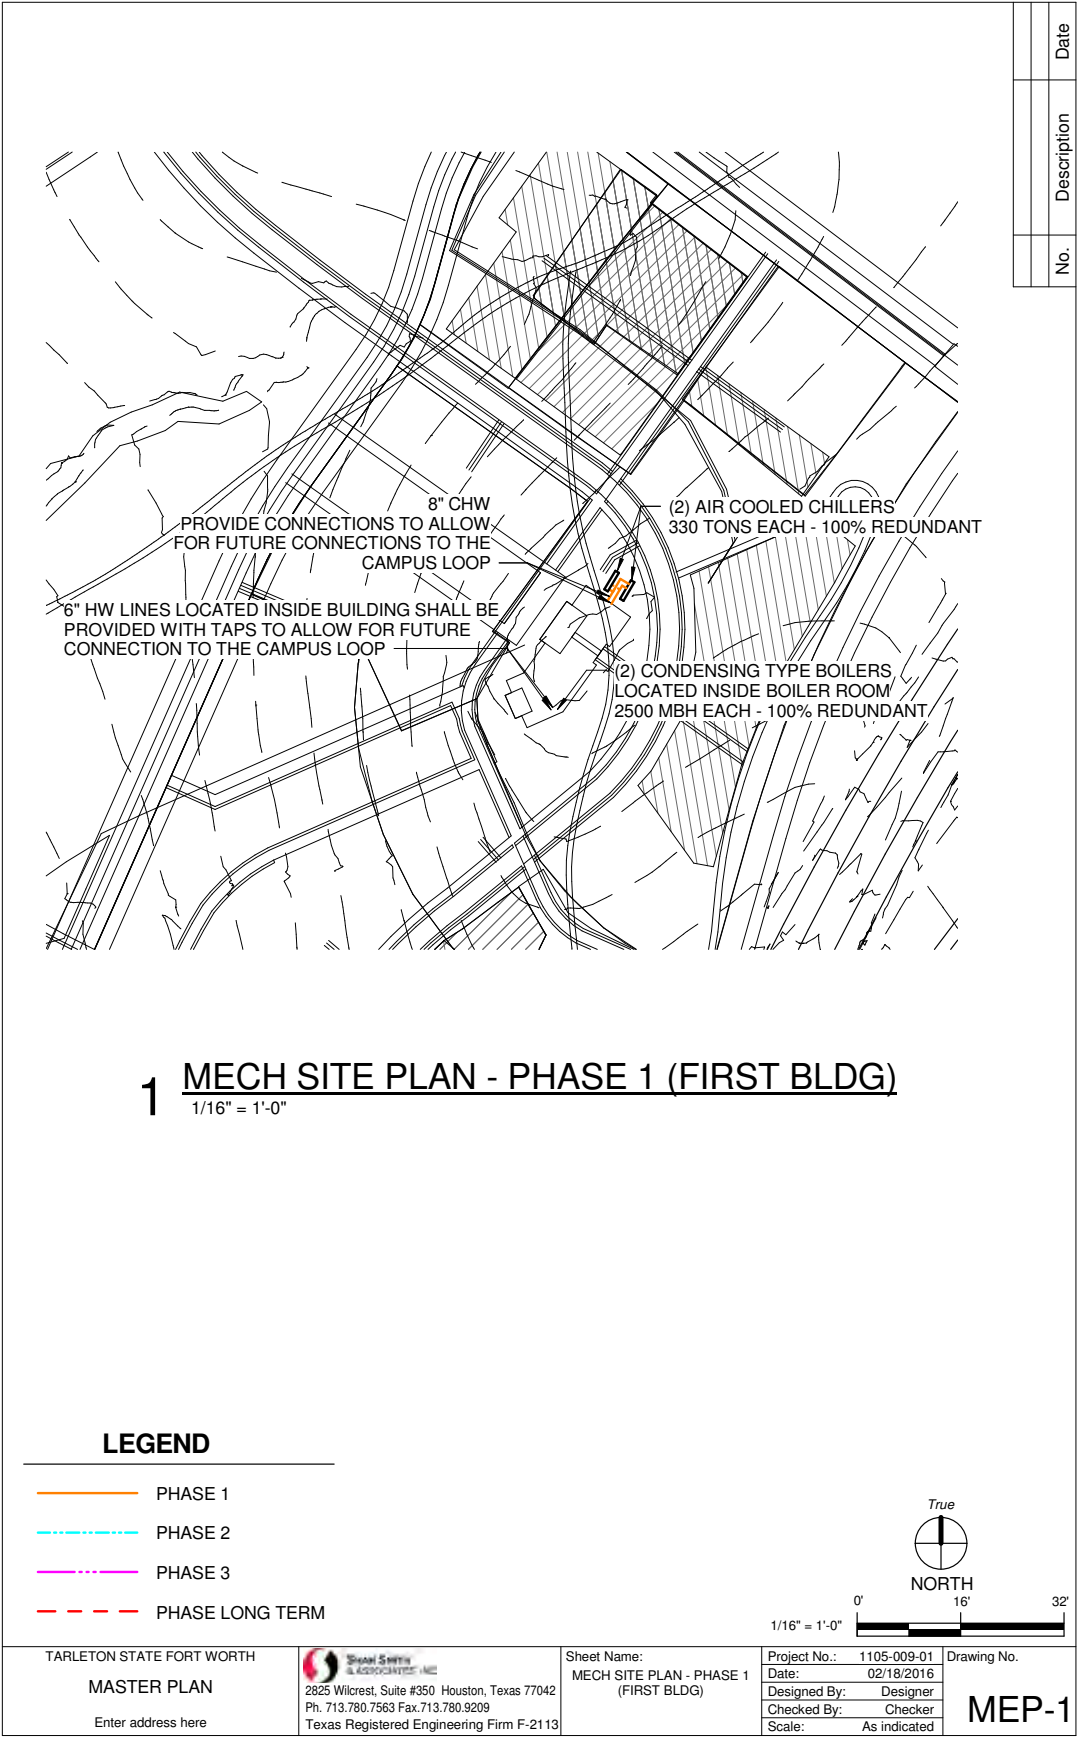 Date
Description
No.
8" CHW
PROVIDE CONNECTIONS TO ALLOW
FOR FUTURE CONNECTIONS TO THE
CAMPUS LOOP
(2) AIR COOLED CHILLERS
330 TONS EACH - 100% REDUNDANT
6" HW LINES LOCATED INSIDE BUILDING SHALL BE
PROVIDED WITH TAPS TO ALLOW FOR FUTURE
CONNECTION TO THE CAMPUS LOOP
(2) CONDENSING TYPE BOILERS
LOCATED INSIDE BOILER ROOM
2500 MBH EACH - 100% REDUNDANT
1 MECH SITE PLAN - PHASE 1 (FIRST BLDG)
1/16" = 1'-0"
LEGEND
PHASE 1
PHASE 2
PHASE 3
PHASE LONG TERM
True
NORTH
0' 16' 32'
1/16" = 1'-0"
TARLETON STATE FORT WORTH
MASTER PLAN
Enter address here
SHAH SMITH
& ASSOCIATES, INC
2825 Wilcrest, Suite #350 Houston, Texas 77042
Ph. 713.780.7563 Fax.713.780.9209
Texas Registered Engineering Firm F-2113
Sheet Name:
MECH SITE PLAN - PHASE 1
(FIRST BLDG)
Project No.: 1105-009-01
Date: 02/18/2016
Designed By: Designer
Checked By: Checker
Scale: As indicated
Drawing No.
MEP-1